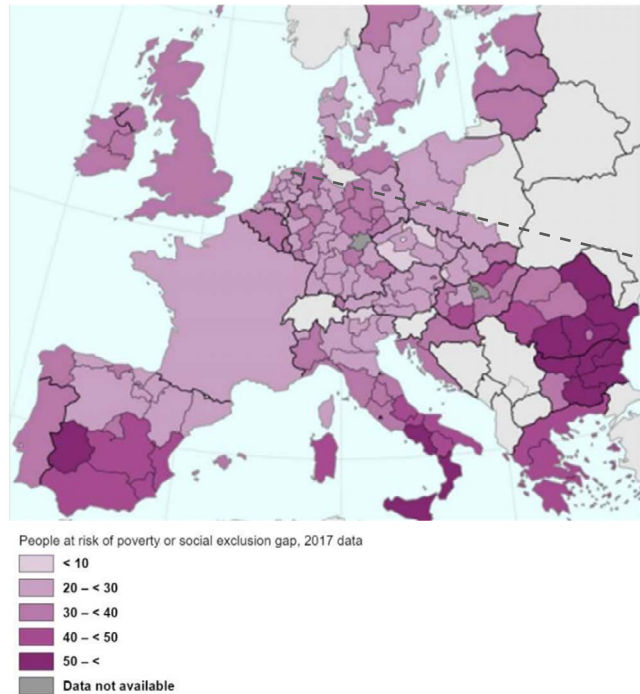 People at risk of poverty or social exclusion gap, 2017 data
< 10
20 – < 30
30 – < 40
40 – < 50
50 – <
Data not available